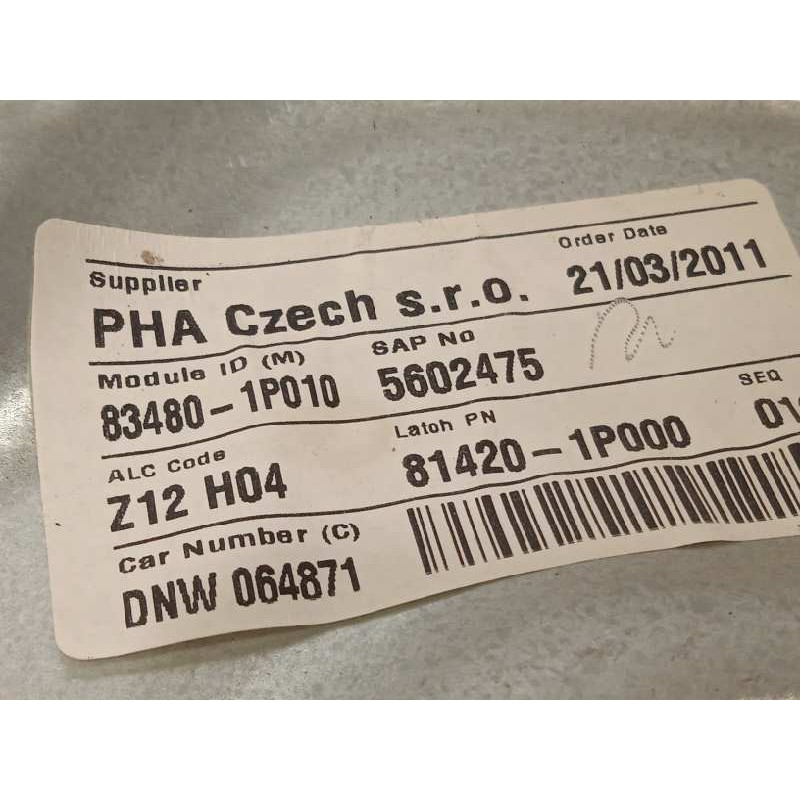 Supplier
Order Date
PHA Czech s.r.o.
21/03/2011
Module ID (M)
SAP No
83480-1P010
5602475
ALC Code
Latch PN
SEQ
Z12 H04
81420-1P000
Car Number (C)
DNW 064871